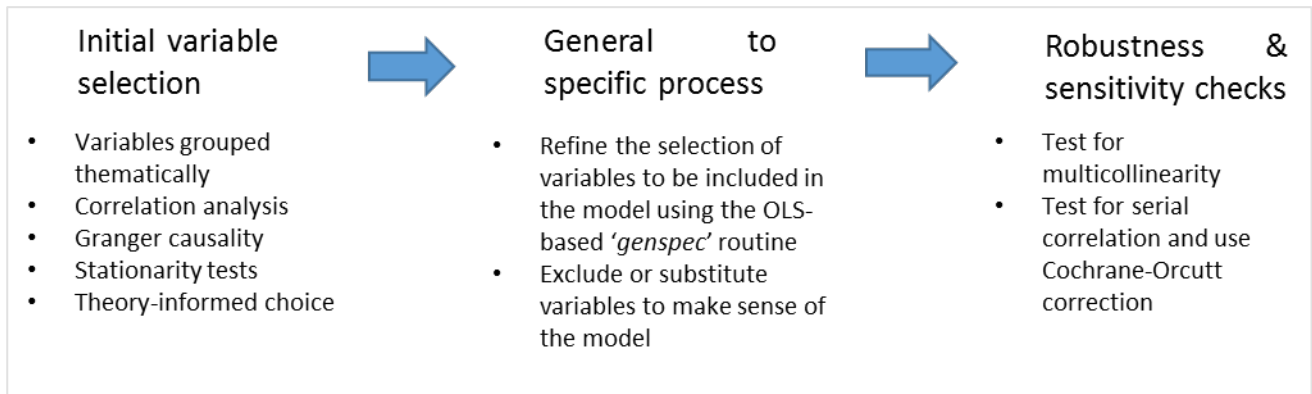 Initial variable
selection
• Variables grouped
thematically
• Correlation analysis
• Granger causality
• Stationarity tests
• Theory-informed choice
General to
specific process
• Refine the selection of
variables to be included in
the model using the OLS-
based ‘genspec’ routine
• Exclude or substitute
variables to make sense of
the model
Robustness &
sensitivity checks
• Test for
multicollinearity
• Test for serial
correlation and use
Cochrane-Orcutt
correction